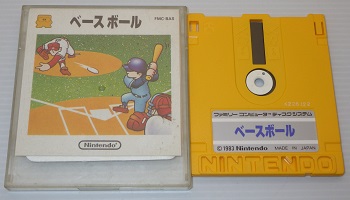 ベースボール
FMC-BAS
Nintendo
ファミリーコンピューター ディスクシステム
ベースボール
©1983 Nintendo MADE IN JAPAN
NINTENDO